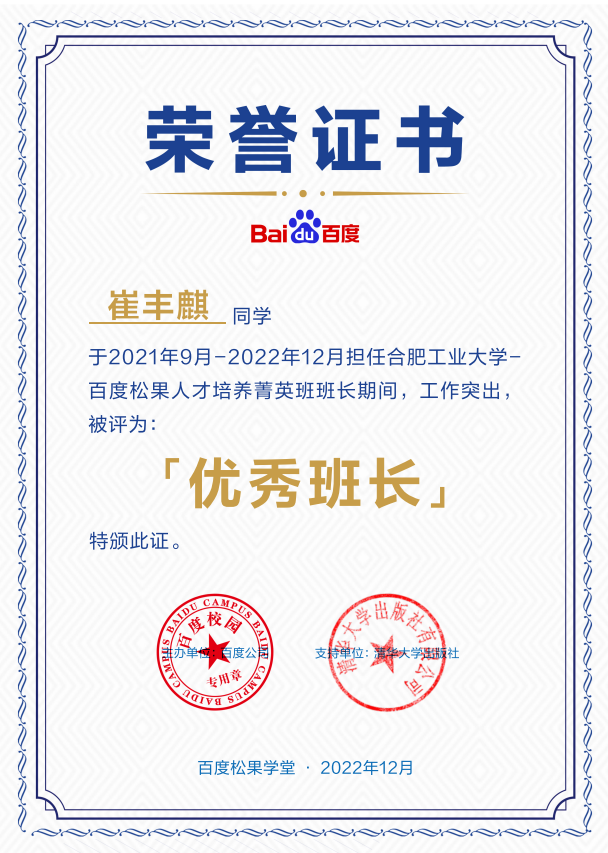 荣誉证书
Bai du 百度
崔丰麒 同学
于2021年9月-2022年12月担任合肥工业大学-
百度松果人才培养菁英班班长期间，工作突出，
被评为：
「优秀班长」
特颁此证。
BAIDU CAMPUS BAIDU CAMPUS BAIDU CAMPUS BAIDU CAMPUS
百度校园
专用章
主办单位：百度公司
清华大学出版社有限公司
支持单位：清华大学出版社
百度松果学堂 · 2022年12月